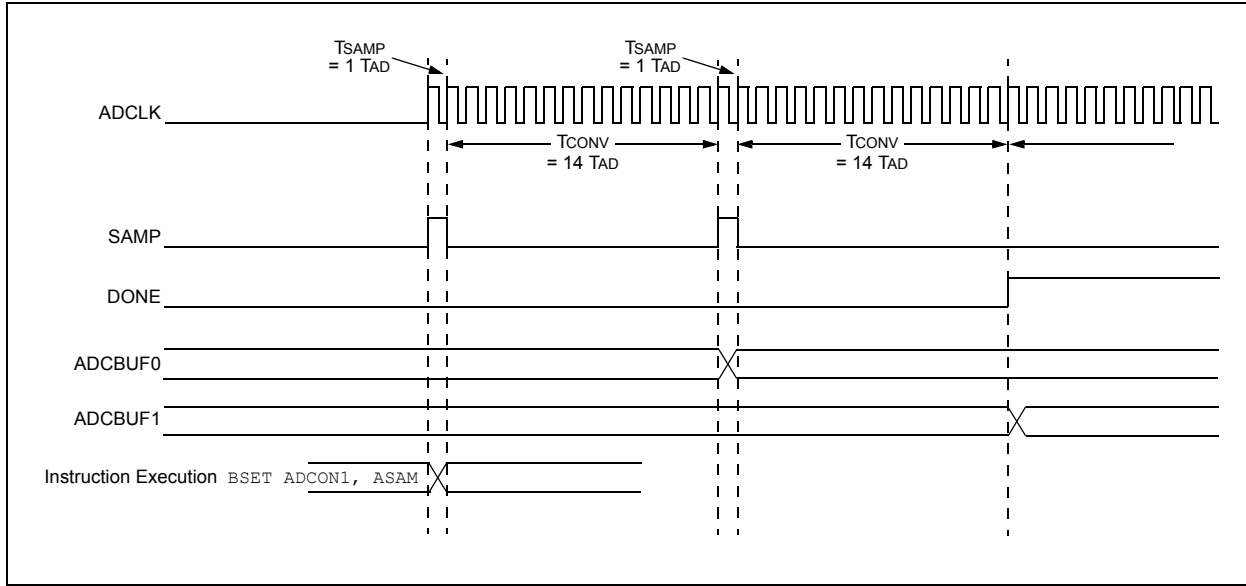 TSAMP
= 1 TAD
TSAMP
= 1 TAD
ADCLK
TCONV
= 14 TAD
TCONV
= 14 TAD
SAMP
DONE
ADCBUF0
ADCBUF1
Instruction Execution BSET ADCON1, ASAM